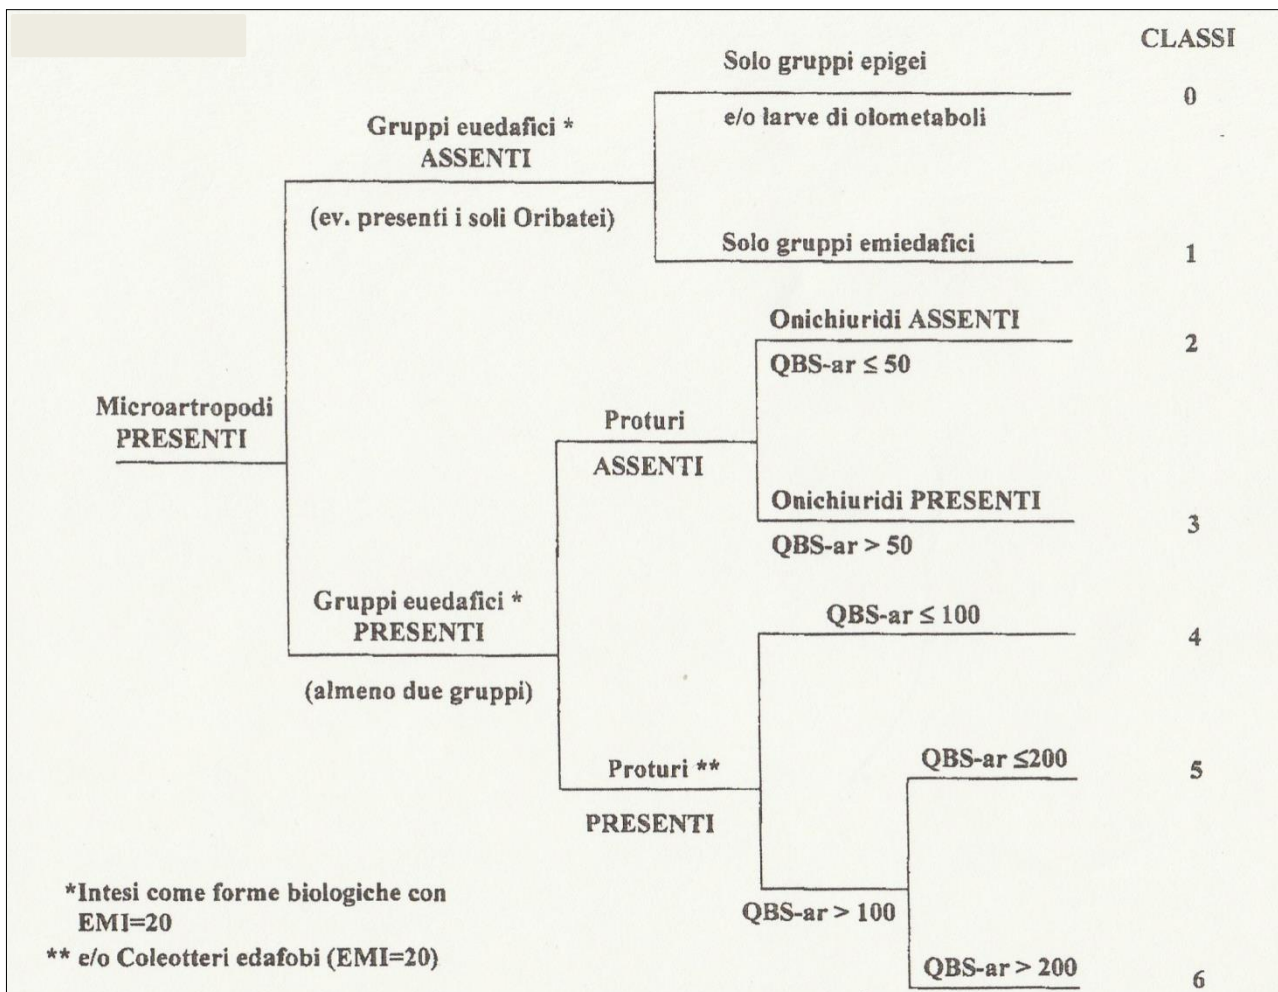 CLASSI
Solo gruppi epigei
0
e/o larve di olometaboli
Gruppi euedafici *
ASSENTI
(ev. presenti i soli Oribatei)
Solo gruppi emiedafici
1
Onichiuridi ASSENTI
2
QBS-ar ≤ 50
Microartropodi
PRESENTI
Proturi
ASSENTI
Onichiuridi PRESENTI
3
QBS-ar > 50
Gruppi euedafici *
PRESENTI
(almeno due gruppi)
QBS-ar ≤ 100
4
Proturi **
PRESENTI
QBS-ar ≤200
5
QBS-ar > 100
QBS-ar > 200
6
*Intesi come forme biologiche con
EMI=20
** e/o Coleotteri edafobi (EMI=20)